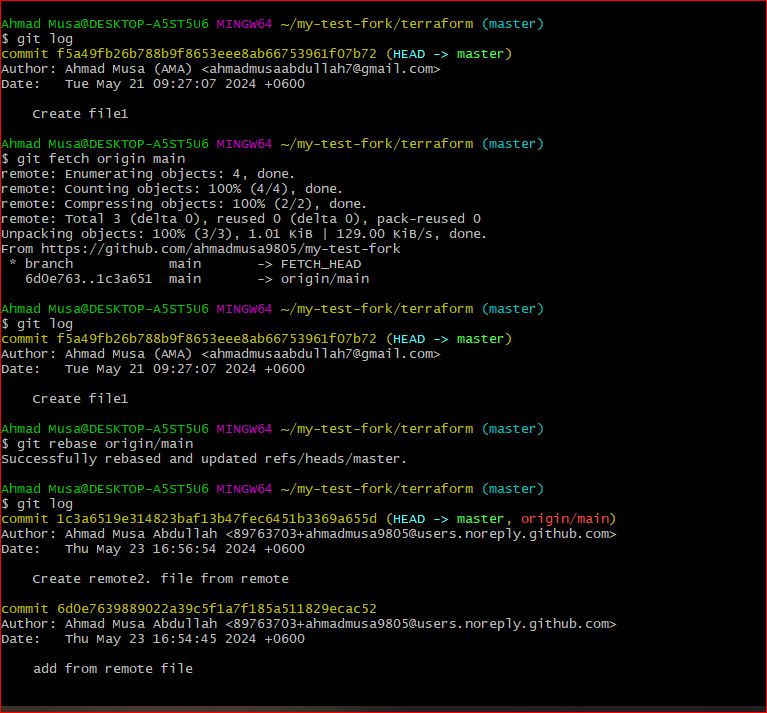 Ahmad Musa@DESKTOP-A5ST5U6 MINGW64 ~/my-test-fork/terraform (master)
$ git log
commit f5a49fb26b788b9f8653eee8ab66753961f07b72 (HEAD -> master)
Author: Ahmad Musa (AMA) <ahmadmusaabdullah7@gmail.com>
Date:   Tue May 21 09:27:07 2024 +0600
    Create file1
Ahmad Musa@DESKTOP-A5ST5U6 MINGW64 ~/my-test-fork/terraform (master)
$ git fetch origin main
remote: Enumerating objects: 4, done.
remote: Counting objects: 100% (4/4), done.
remote: Compressing objects: 100% (2/2), done.
remote: Total 3 (delta 0), reused 0 (delta 0), pack-reused 0
Unpacking objects: 100% (3/3), 1.01 KiB | 129.00 KiB/s, done.
From https://github.com/ahmadmusa9805/my-test-fork
 * branch            main       -> FETCH_HEAD
   6d0e763..1c3a651  main       -> origin/main
Ahmad Musa@DESKTOP-A5ST5U6 MINGW64 ~/my-test-fork/terraform (master)
$ git log
commit f5a49fb26b788b9f8653eee8ab66753961f07b72 (HEAD -> master)
Author: Ahmad Musa (AMA) <ahmadmusaabdullah7@gmail.com>
Date:   Tue May 21 09:27:07 2024 +0600
    Create file1
Ahmad Musa@DESKTOP-A5ST5U6 MINGW64 ~/my-test-fork/terraform (master)
$ git rebase origin/main
Successfully rebased and updated refs/heads/master.
Ahmad Musa@DESKTOP-A5ST5U6 MINGW64 ~/my-test-fork/terraform (master)
$ git log
commit 1c3a6519e314823baf13b47fec6451b3369a655d (HEAD -> master, origin/main)
Author: Ahmad Musa Abdullah <89763703+ahmadmusa9805@users.noreply.github.com>
Date:   Thu May 23 16:56:54 2024 +0600
    Create remote2. file from remote
commit 6d0e7639889022a39c5f1a7f185a511829ecac52
Author: Ahmad Musa Abdullah <89763703+ahmadmusa9805@users.noreply.github.com>
Date:   Thu May 23 16:54:45 2024 +0600
    add from remote file